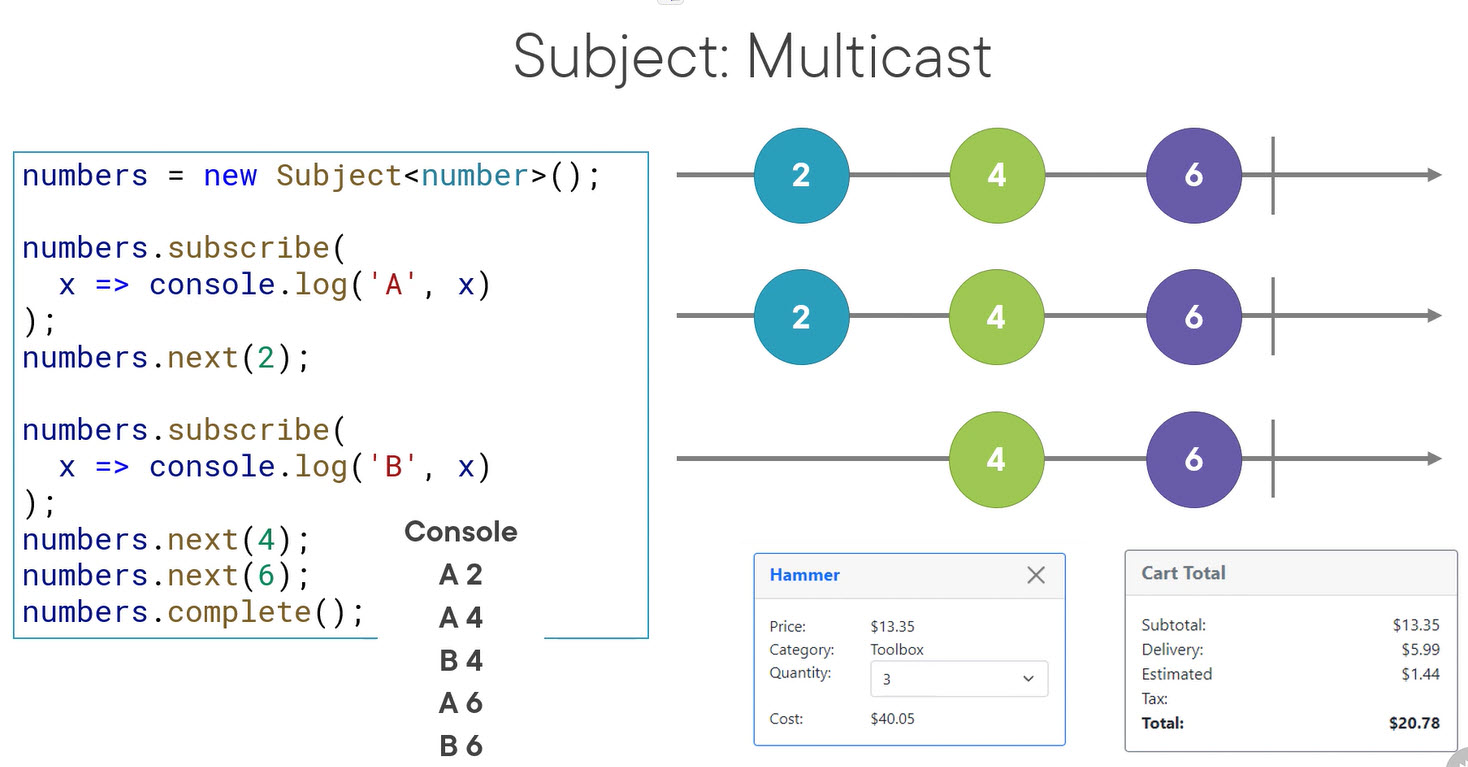 Subject: Multicast
numbers = new Subject<number>();
numbers.subscribe(
  x => console.log('A', x)
);
numbers.next(2);
numbers.subscribe(
  x => console.log('B', x)
);
numbers.next(4);
numbers.next(6);
numbers.complete();
Console
A 2
A 4
B 4
A 6
B 6
2 4 6
2 4 6
4 6
Hammer
Price: $13.35
Category: Toolbox
Quantity: 3
Cost: $40.05
Cart Total
Subtotal: $13.35
Delivery: $5.99
Estimated $1.44
Tax:
Total: $20.78